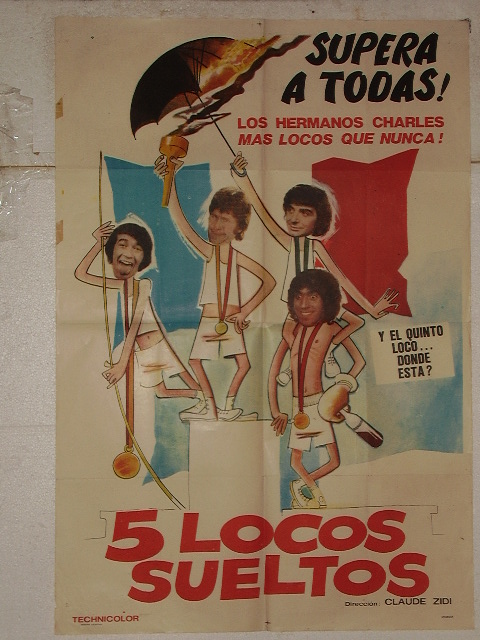 SUPERA
A TODAS!
LOS HERMANOS CHARLES
MAS LOCOS QUE NUNCA!
Y EL QUINTO
LOCO...
DONDE
ESTA?
5 LOCOS
SUELTOS
Dirección: CLAUDE ZIDI
TECHNICOLOR